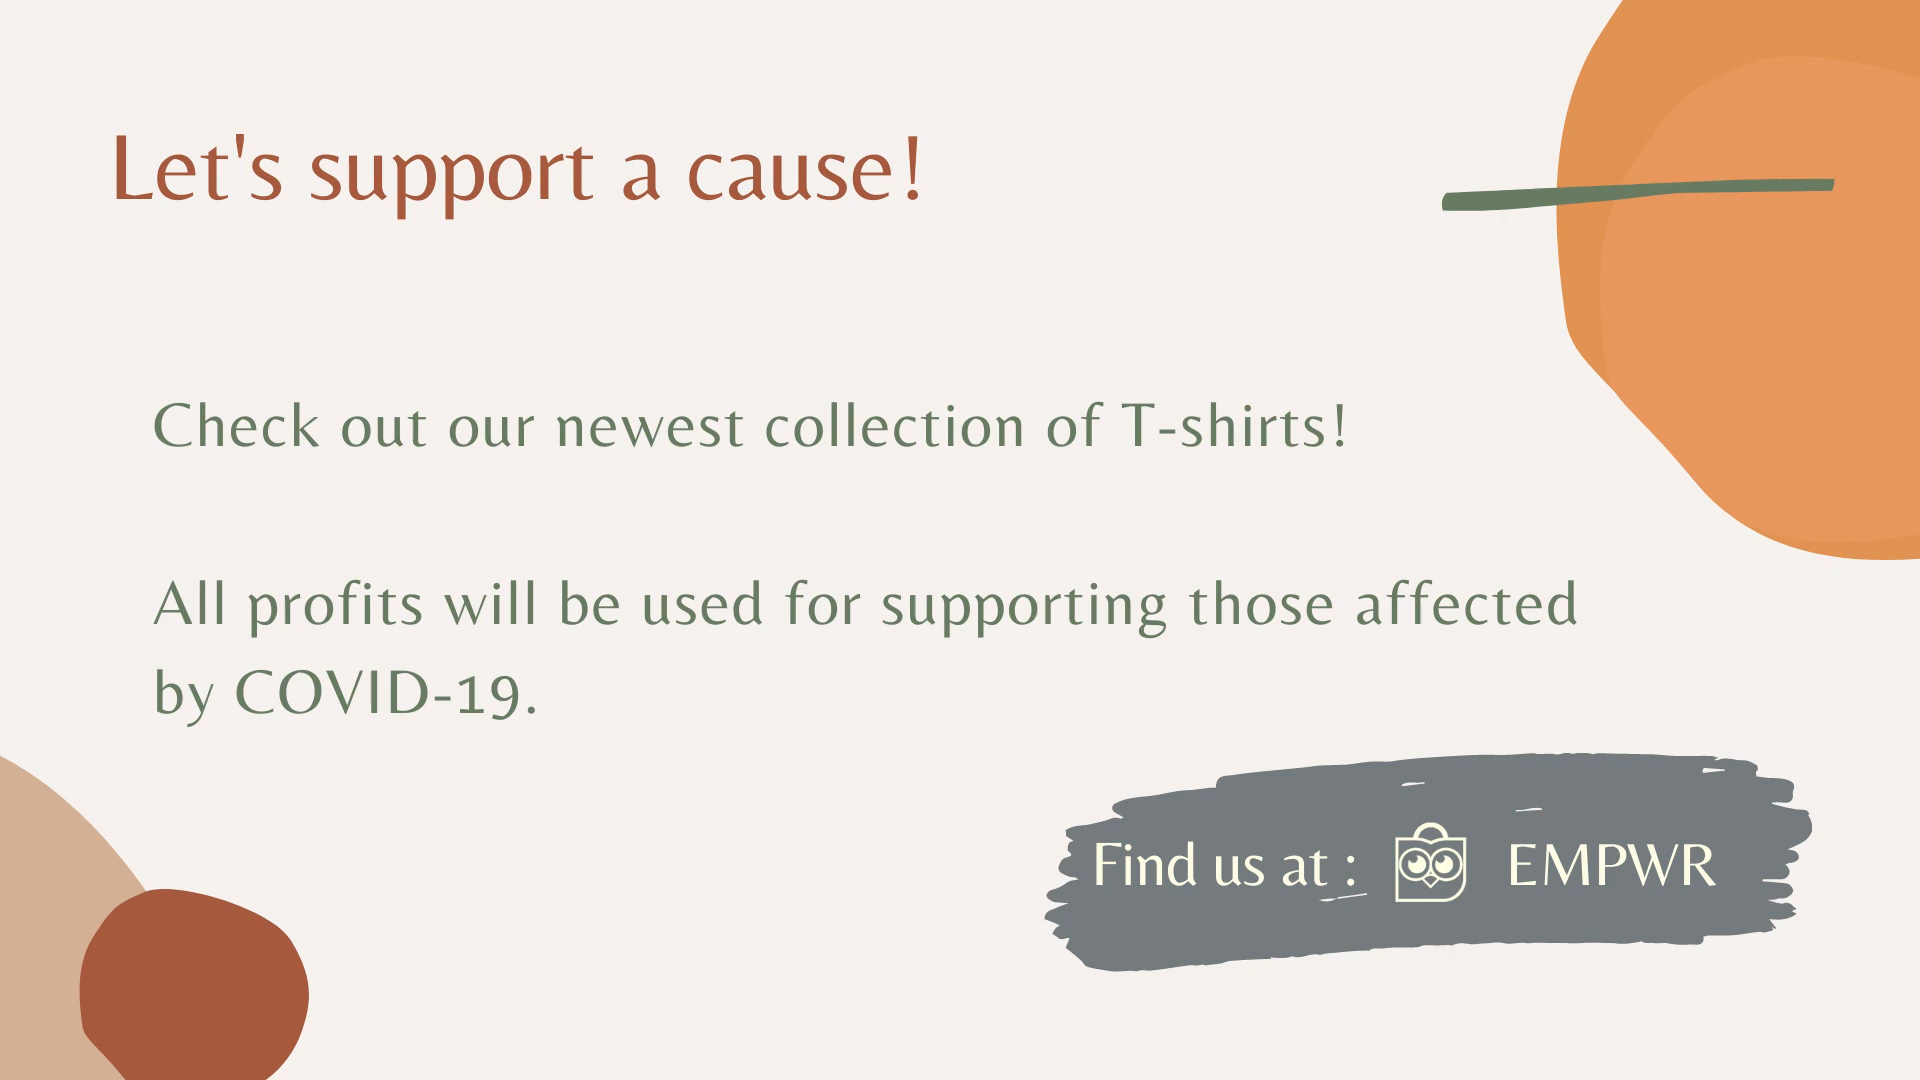 Let's support a cause!
Check out our newest collection of T-shirts!
All profits will be used for supporting those affected
by COVID-19.
Find us at : EMPWR